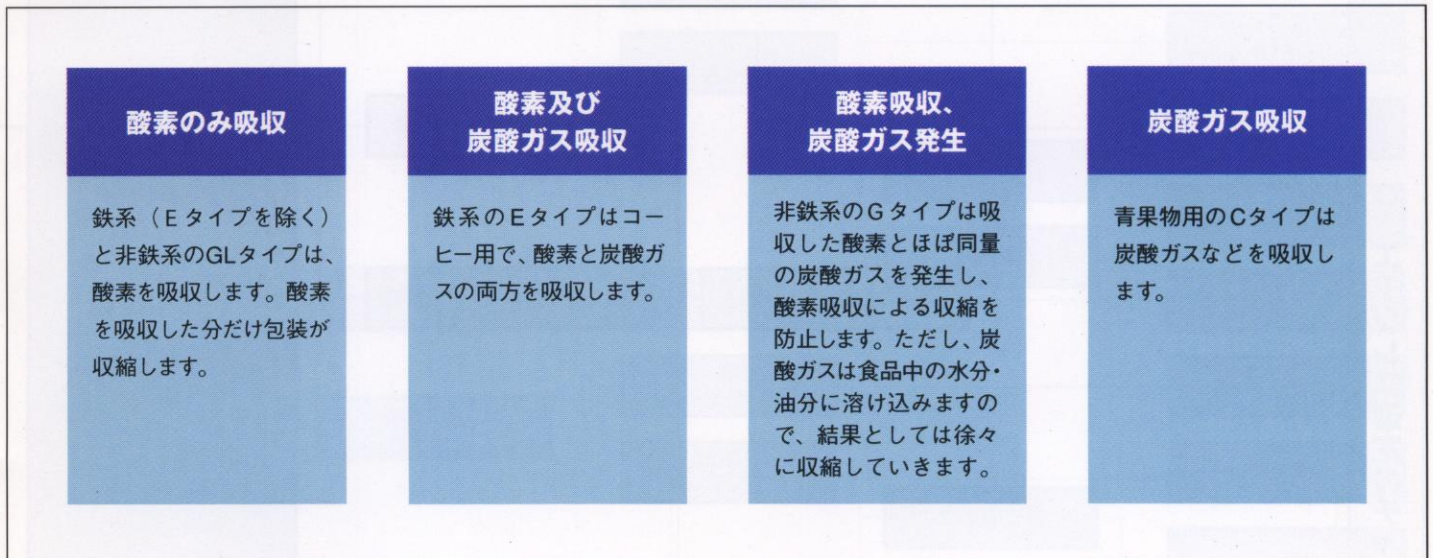 酸素のみ吸収
鉄系（Eタイプを除く）
と非鉄系のGLタイプは、
酸素を吸収します。酸素
を吸収した分だけ包装が
収縮します。
酸素及び
炭酸ガス吸収
鉄系のEタイプはコー
ヒー用で、酸素と炭酸ガ
スの両方を吸収します。
酸素吸収、
炭酸ガス発生
非鉄系のGタイプは吸
収した酸素とほぼ同量
の炭酸ガスを発生し、
酸素吸収による収縮を
防止します。ただし、炭
酸ガスは食品中の水分・
油分に溶け込みますの
で、結果としては徐々
に収縮していきます。
炭酸ガス吸収
青果物用のCタイプは
炭酸ガスなどを吸収し
ます。